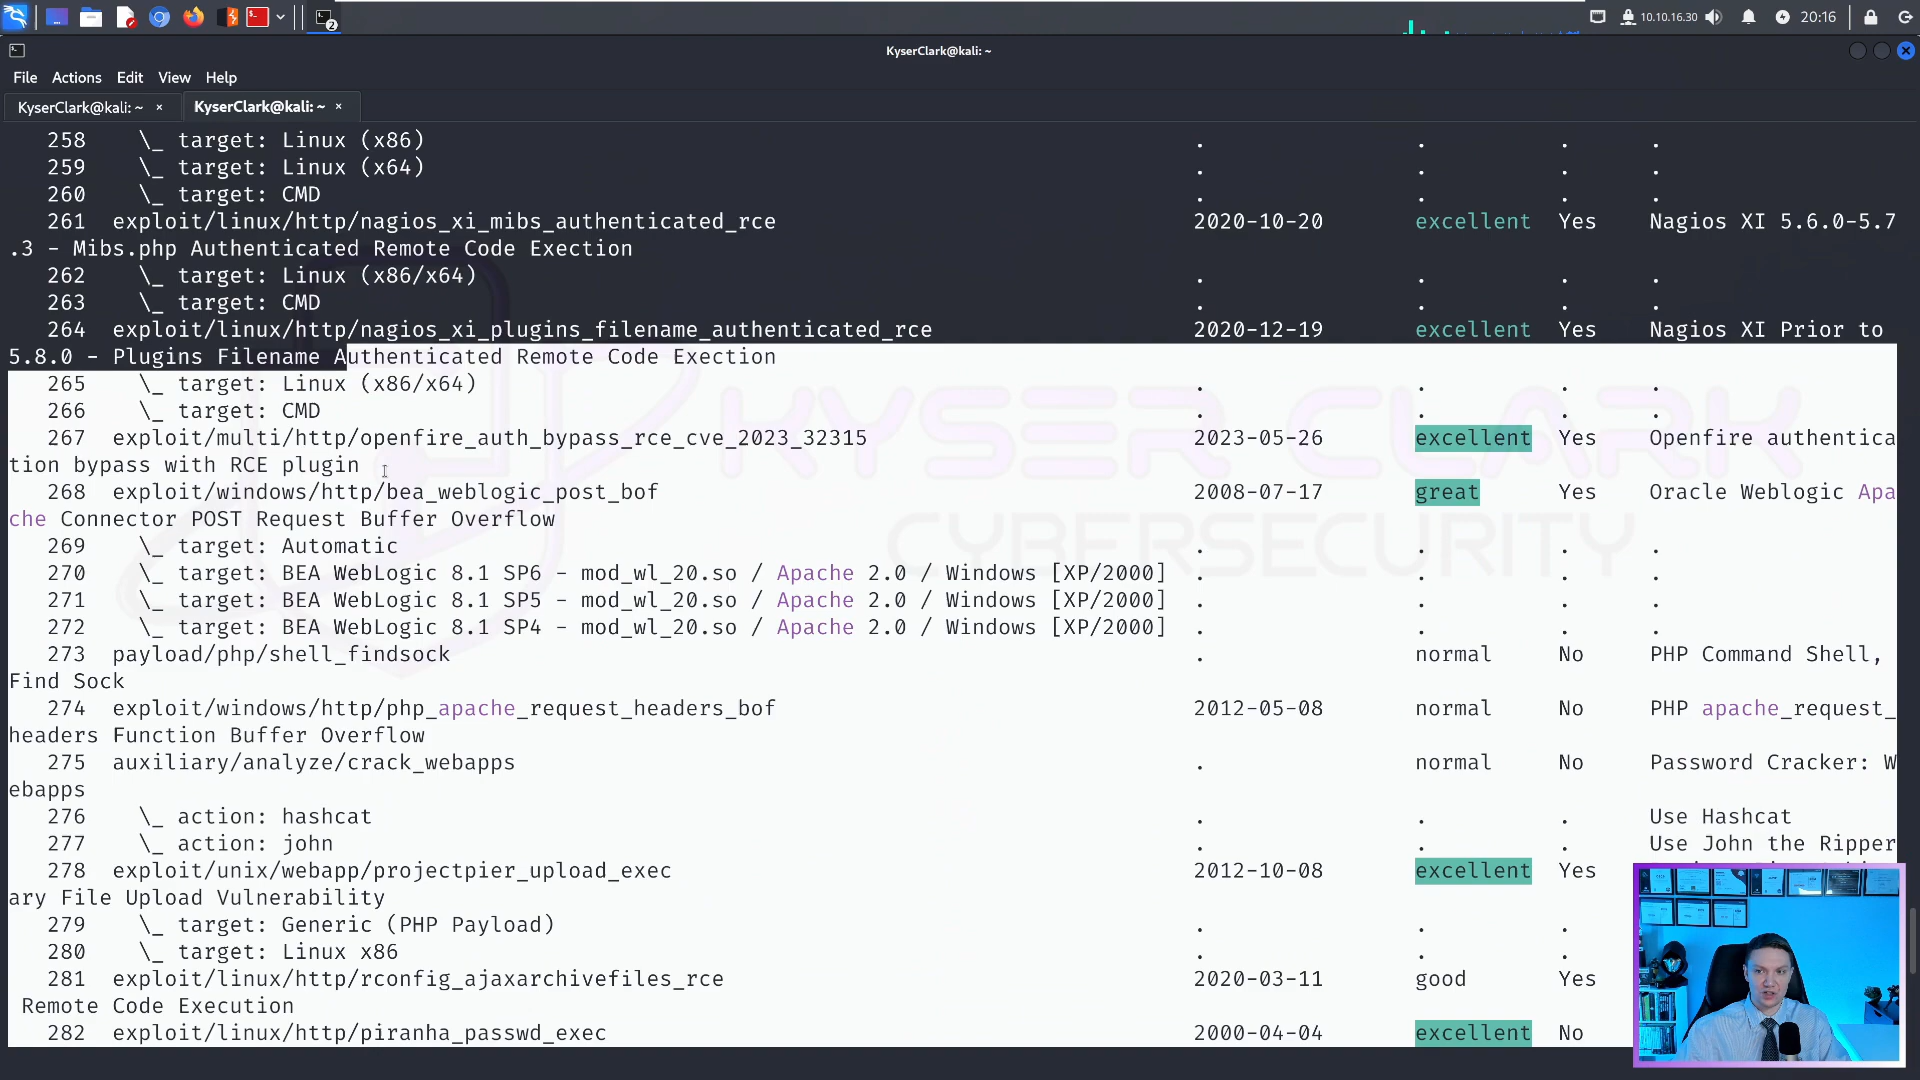 10.10.16.30
20:16
KyserClark@kali: ~
File Actions Edit View Help
KyserClark@kali: ~ × KyserClark@kali: ~ ×
258 \_ target: Linux (x86) . . . .
259 \_ target: Linux (x64) . . . .
260 \_ target: CMD . . . .
261 exploit/linux/http/nagios_xi_mibs_authenticated_rce 2020-10-20 excellent Yes Nagios XI 5.6.0-5.7
.3 - Mibs.php Authenticated Remote Code Exection
262 \_ target: Linux (x86/x64) . . . .
263 \_ target: CMD . . . .
264 exploit/linux/http/nagios_xi_plugins_filename_authenticated_rce 2020-12-19 excellent Yes Nagios XI Prior to
5.8.0 - Plugins Filename Authenticated Remote Code Exection
265 \_ target: Linux (x86/x64) . . . .
266 \_ target: CMD . . . .
267 exploit/multi/http/openfire_auth_bypass_rce_cve_2023_32315 2023-05-26 excellent Yes Openfire authentica
tion bypass with RCE plugin
268 exploit/windows/http/bea_weblogic_post_bof 2008-07-17 great Yes Oracle Weblogic Apa
che Connector POST Request Buffer Overflow
269 \_ target: Automatic . . . .
270 \_ target: BEA WebLogic 8.1 SP6 - mod_wl_20.so / Apache 2.0 / Windows [XP/2000] . . . .
271 \_ target: BEA WebLogic 8.1 SP5 - mod_wl_20.so / Apache 2.0 / Windows [XP/2000] . . . .
272 \_ target: BEA WebLogic 8.1 SP4 - mod_wl_20.so / Apache 2.0 / Windows [XP/2000] . . . .
273 payload/php/shell_findsock . normal No PHP Command Shell,
Find Sock
274 exploit/windows/http/php_apache_request_headers_bof 2012-05-08 normal No PHP apache_request_
headers Function Buffer Overflow
275 auxiliary/analyze/crack_webapps . normal No Password Cracker: W
ebapps
276 \_ action: hashcat . . . Use Hashcat
277 \_ action: john . . . Use John the Ripper
278 exploit/unix/webapp/projectpier_upload_exec 2012-10-08 excellent Yes
ary File Upload Vulnerability
279 \_ target: Generic (PHP Payload) . . .
280 \_ target: Linux x86 . . .
281 exploit/linux/http/rconfig_ajaxarchivefiles_rce 2020-03-11 good Yes
Remote Code Execution
282 exploit/linux/http/piranha_passwd_exec 2000-04-04 excellent No
KYSER CLARK
CYBERSECURITY